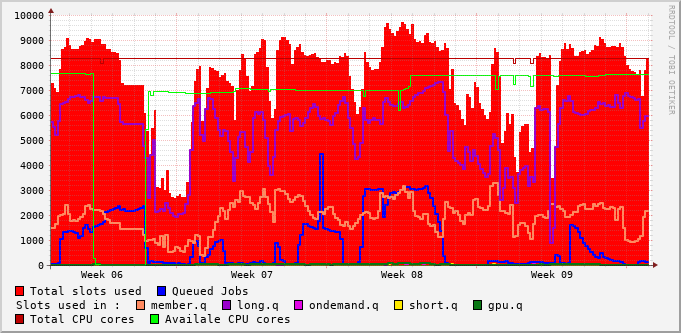 10000
9000
8000
7000
6000
5000
4000
3000
2000
1000
0
Week 06 Week 07 Week 08 Week 09
RRDTOOL / TOBI OETIKER
Total slots used Queued Jobs
Slots used in : member.q long.q ondemand.q short.q gpu.q
Total CPU cores Availale CPU cores